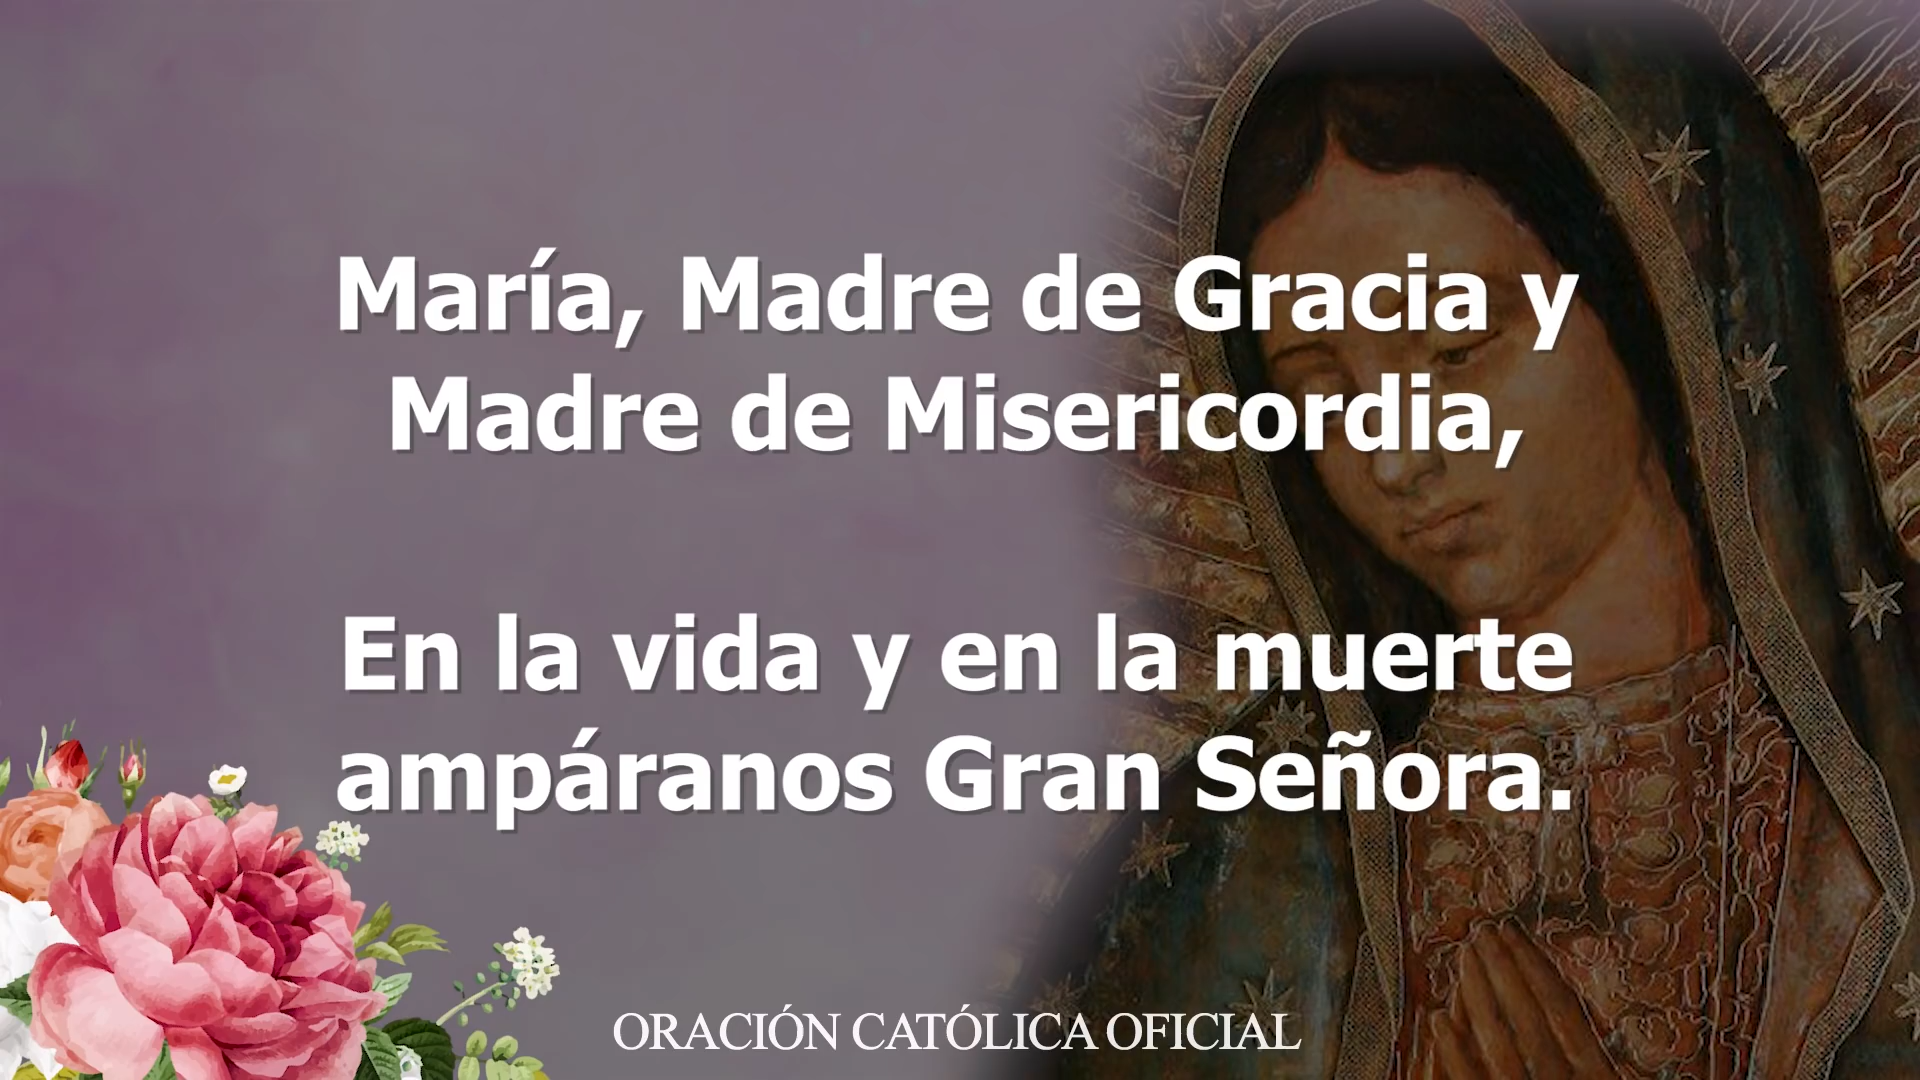 María, Madre de Gracia y
Madre de Misericordia,
En la vida y en la muerte
ampáranos Gran Señora.
ORACIÓN CATÓLICA OFICIAL